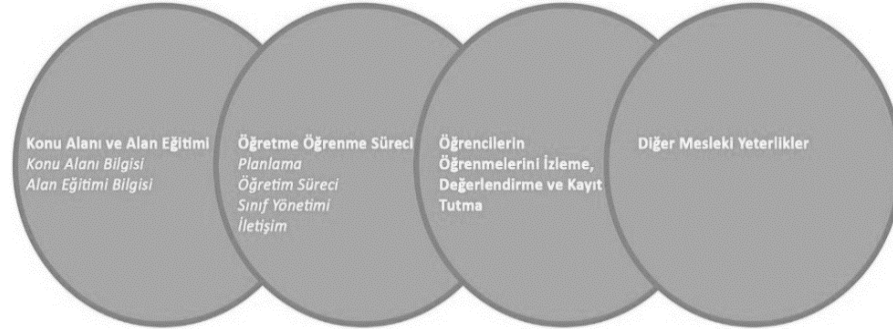 Konu Alanı ve Alan Eğitimi
Konu Alanı Bilgisi
Alan Eğitimi Bilgisi
Öğretme Öğrenme Süreci
Planlama
Öğretim Süreci
Sınıf Yönetimi
İletişim
Öğrencilerin
Öğrenmelerini İzleme,
Değerlendirme ve Kayıt
Tutma
Diğer Mesleki Yeterlikler